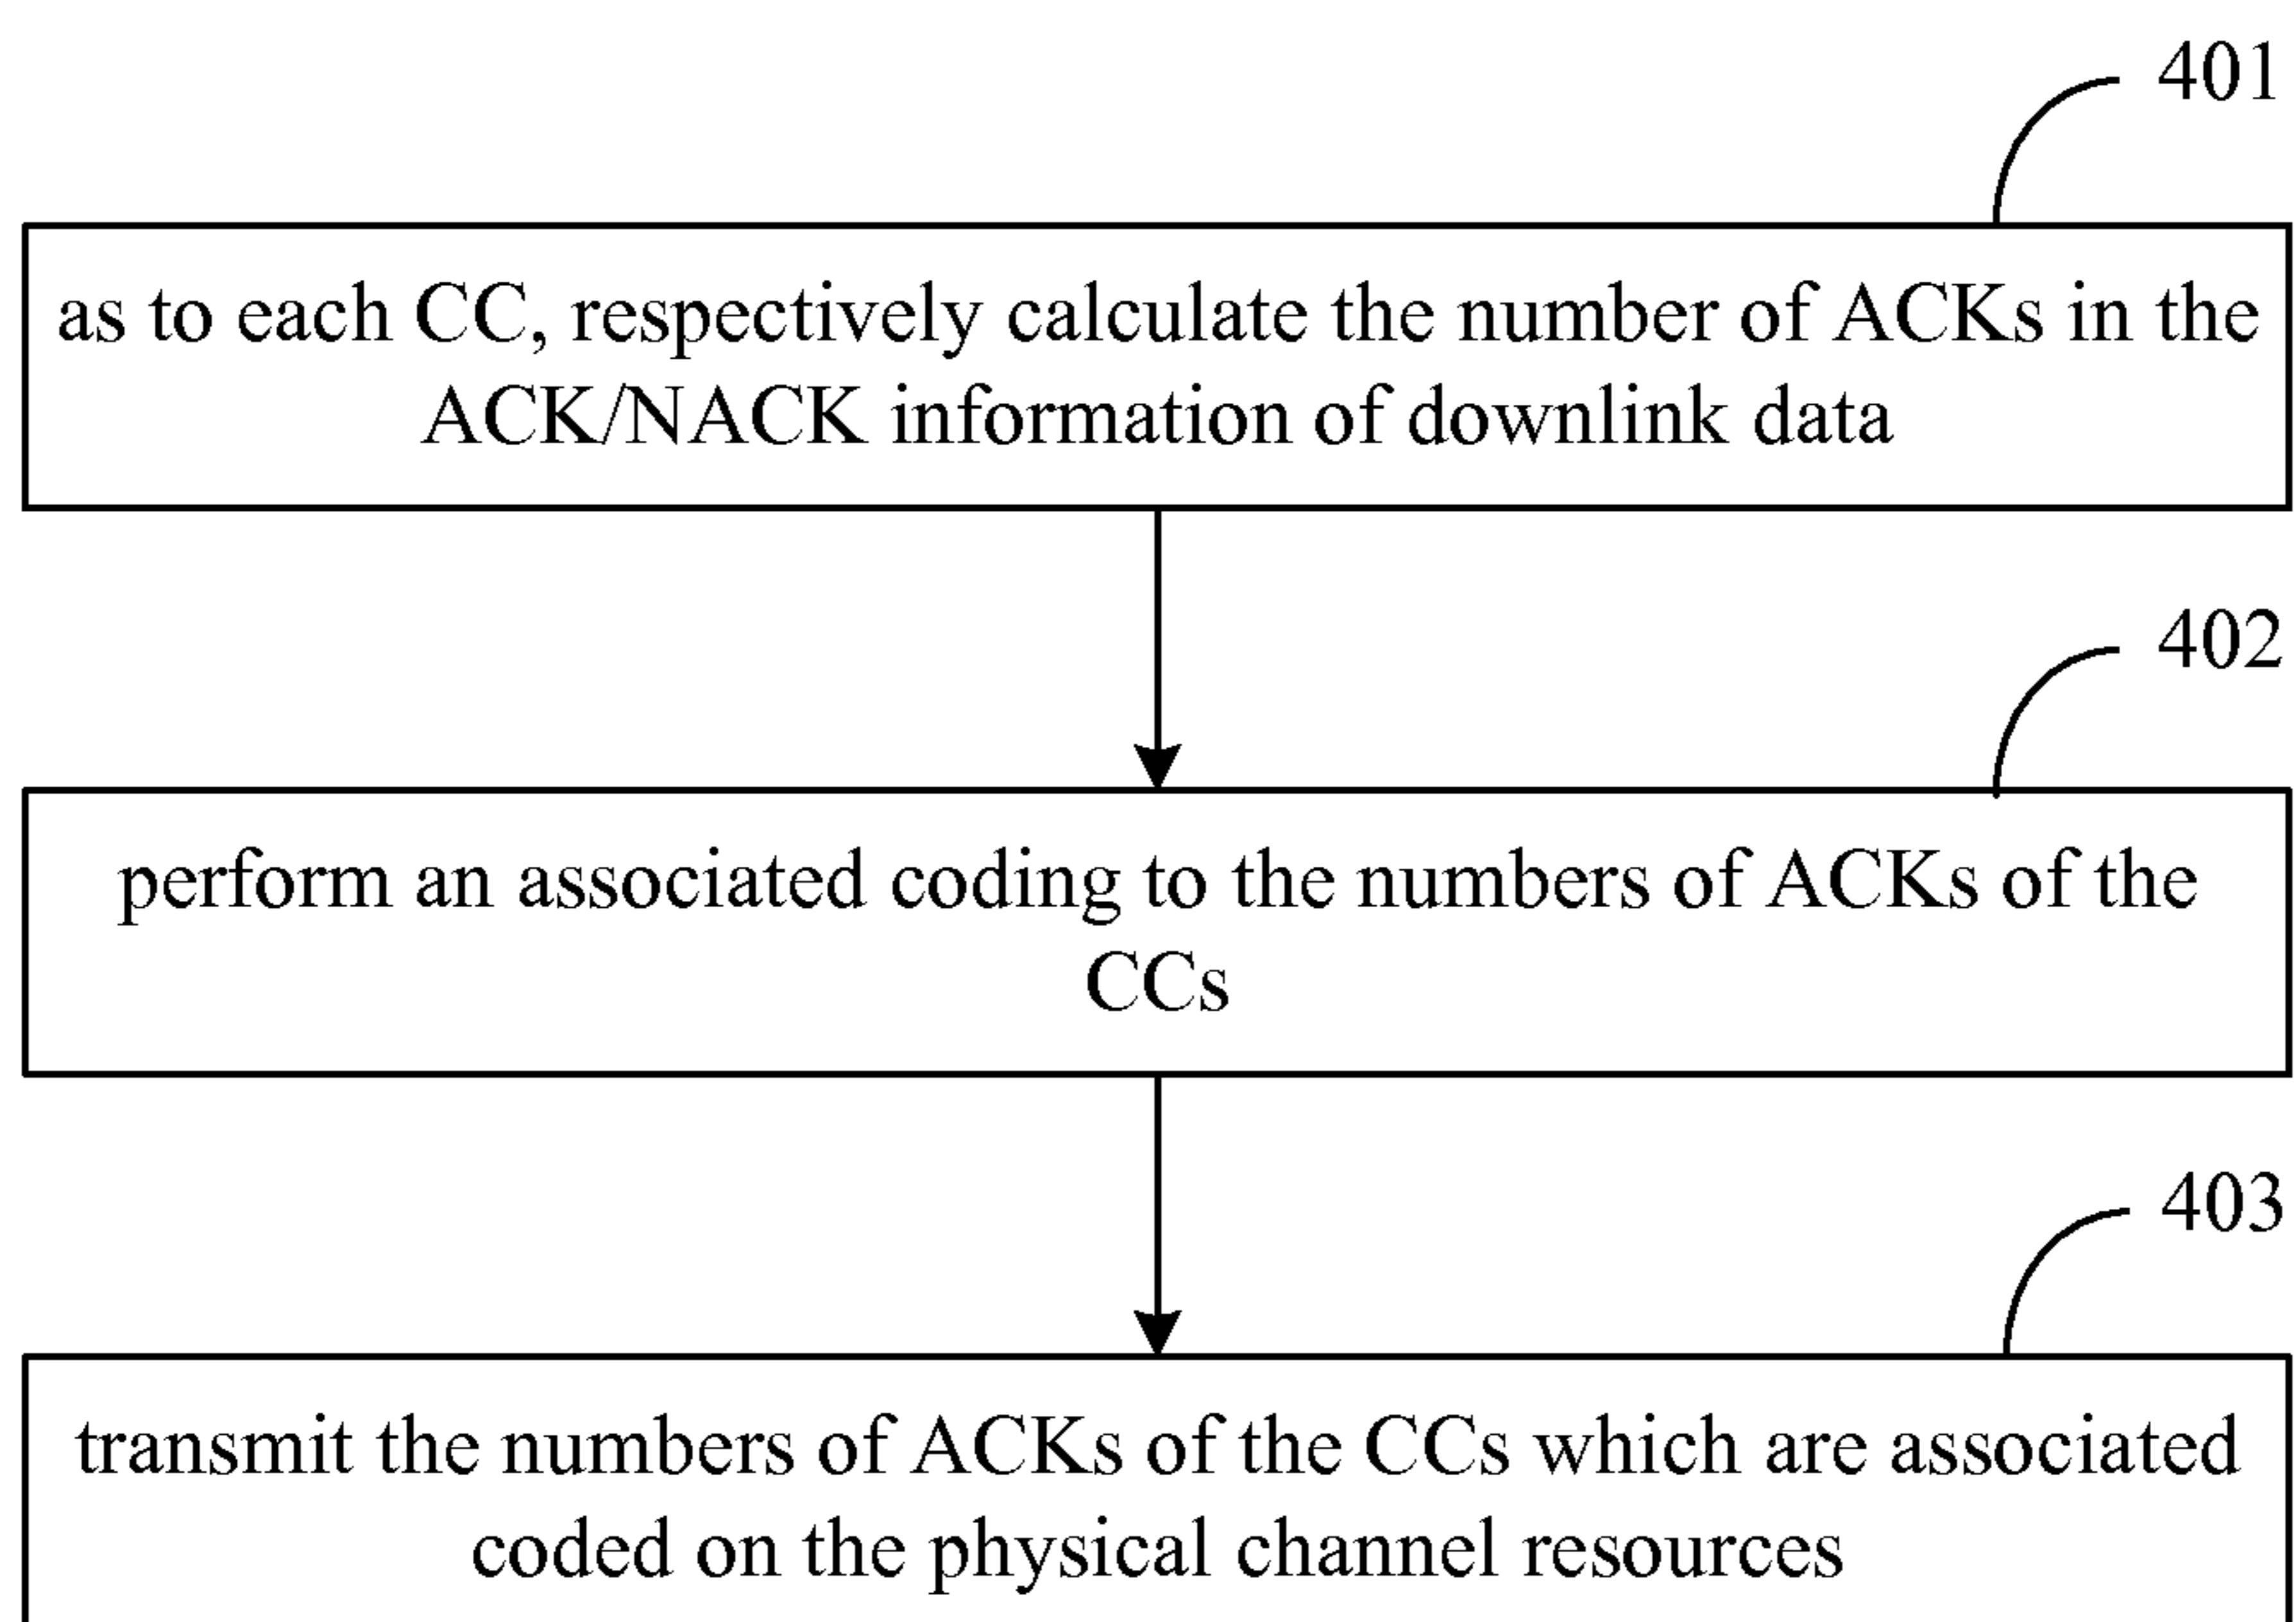 401
as to each CC, respectively calculate the number of ACKs in the
ACK/NACK information of downlink data
402
perform an associated coding to the numbers of ACKs of the
CCs
403
transmit the numbers of ACKs of the CCs which are associated
coded on the physical channel resources